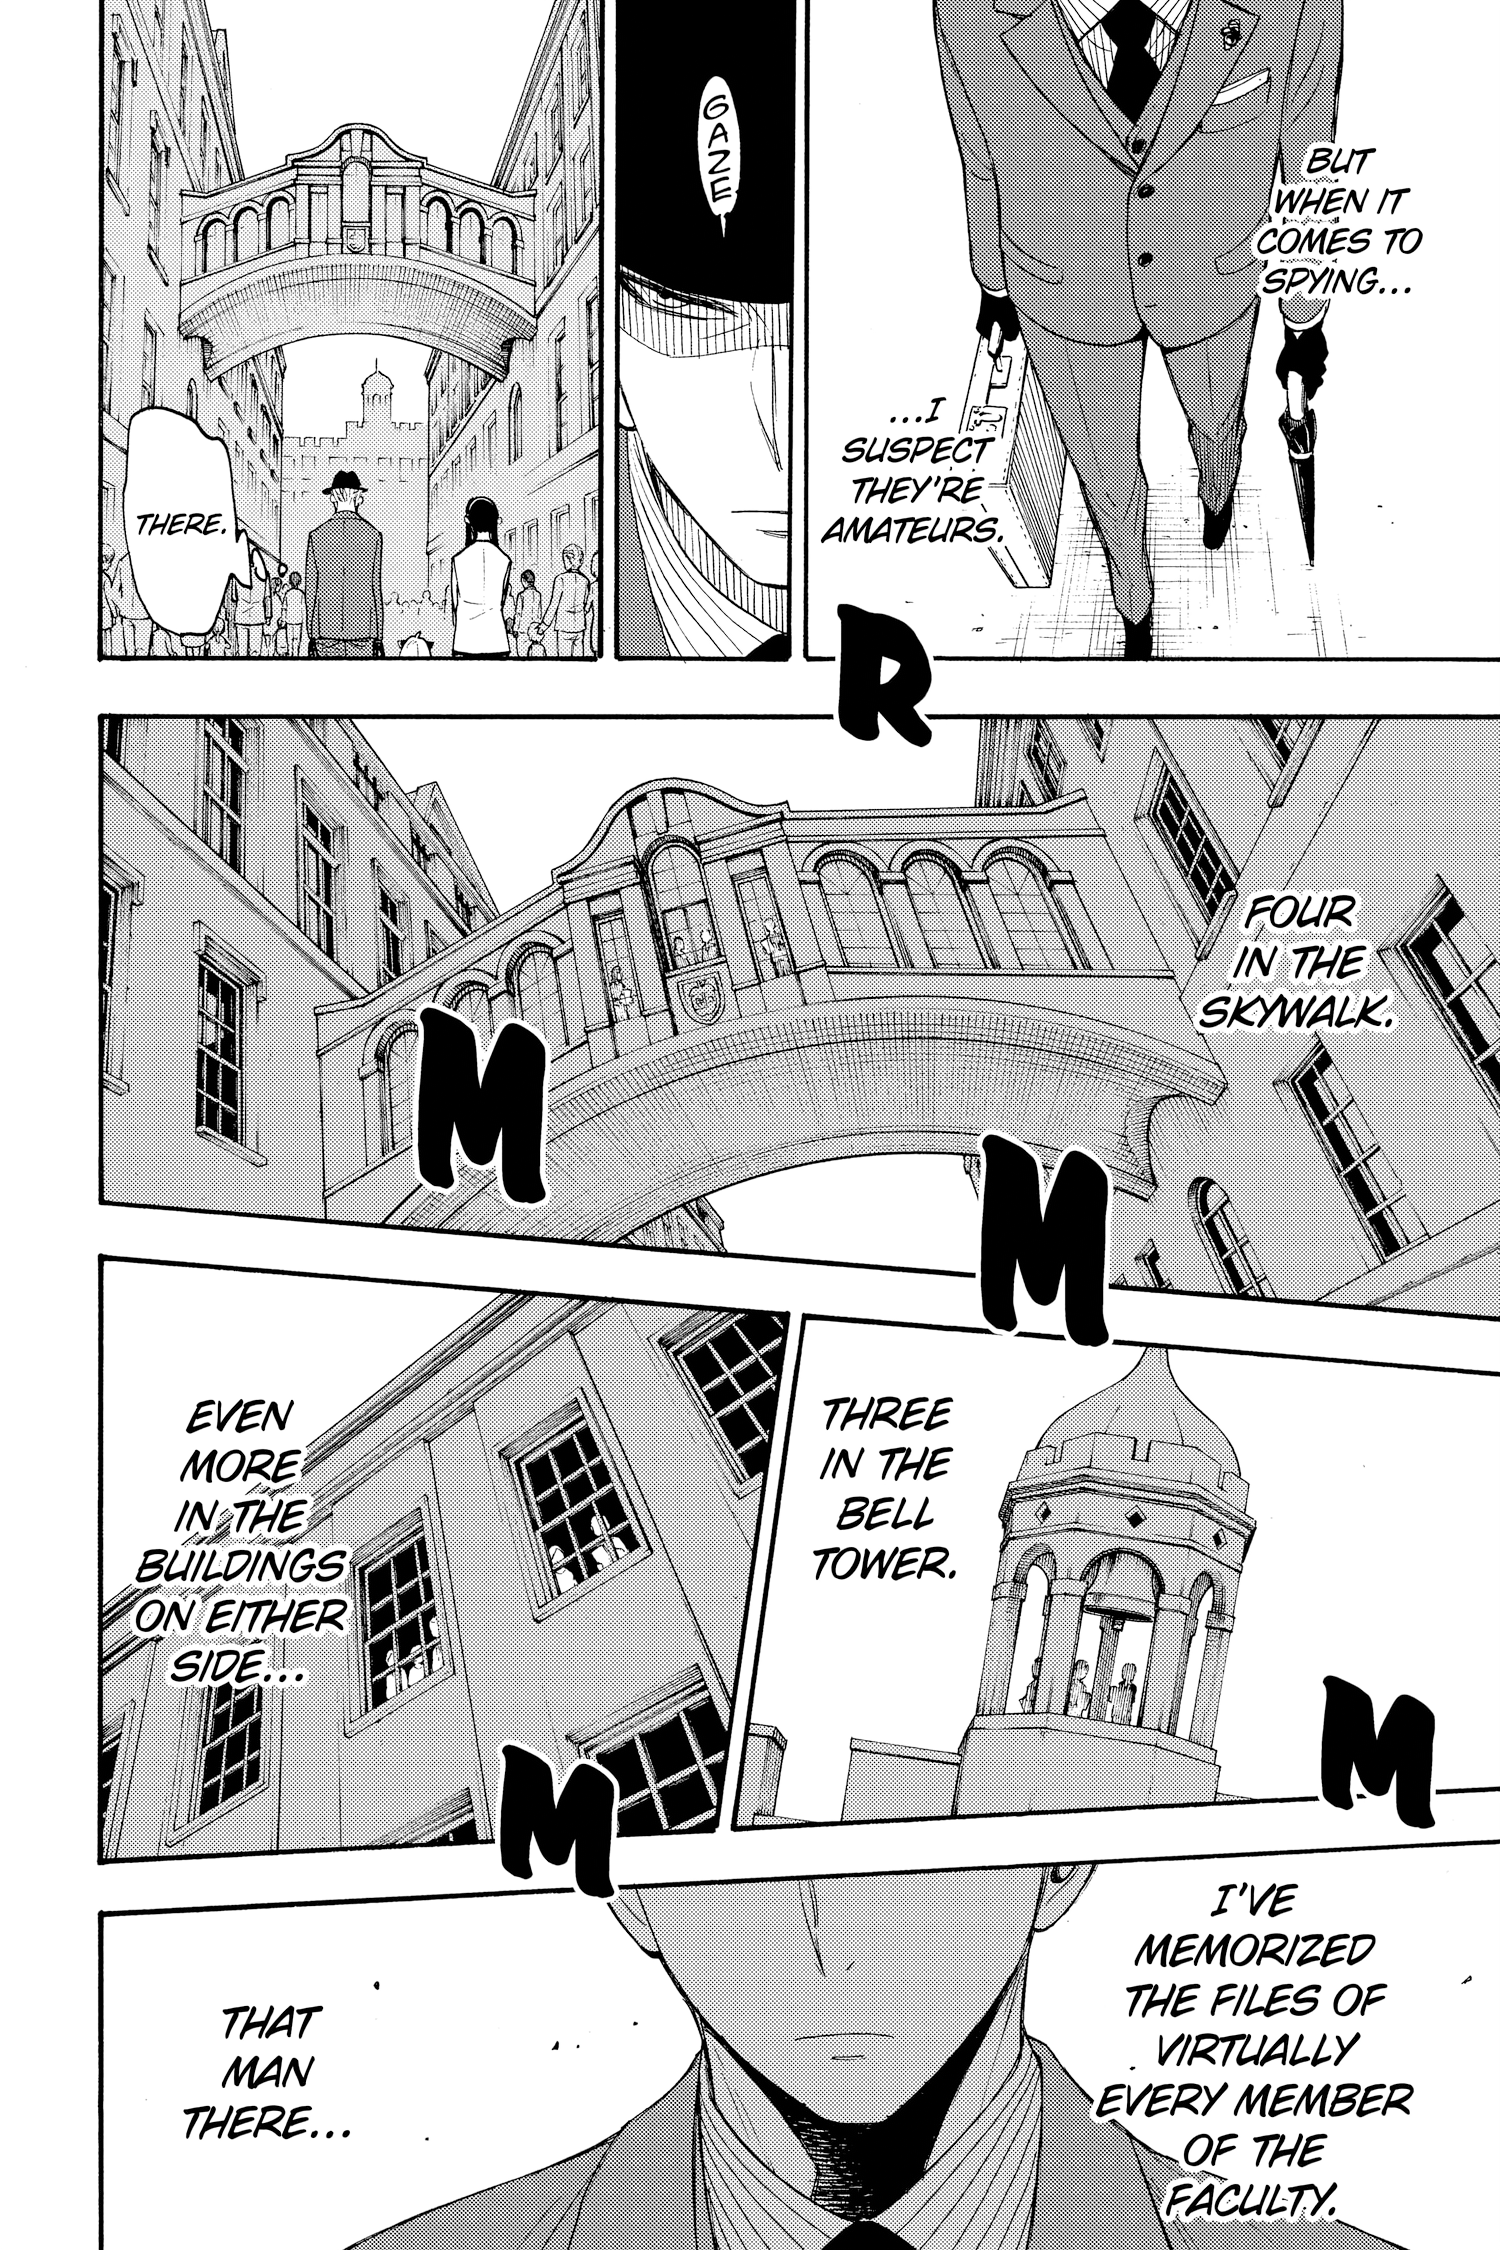 BUT
WHEN IT
COMES TO
SPYING...
...I
SUSPECT
THEY'RE
AMATEURS.
GAZE
THERE.
R
M
M
M
M
FOUR
IN THE
SKYWALK.
THREE
IN THE
BELL
TOWER.
EVEN
MORE
IN THE
BUILDINGS
ON EITHER
SIDE...
I'VE
MEMORIZED
THE FILES OF
VIRTUALLY
EVERY MEMBER
OF THE
FACULTY.
THAT
MAN
THERE...